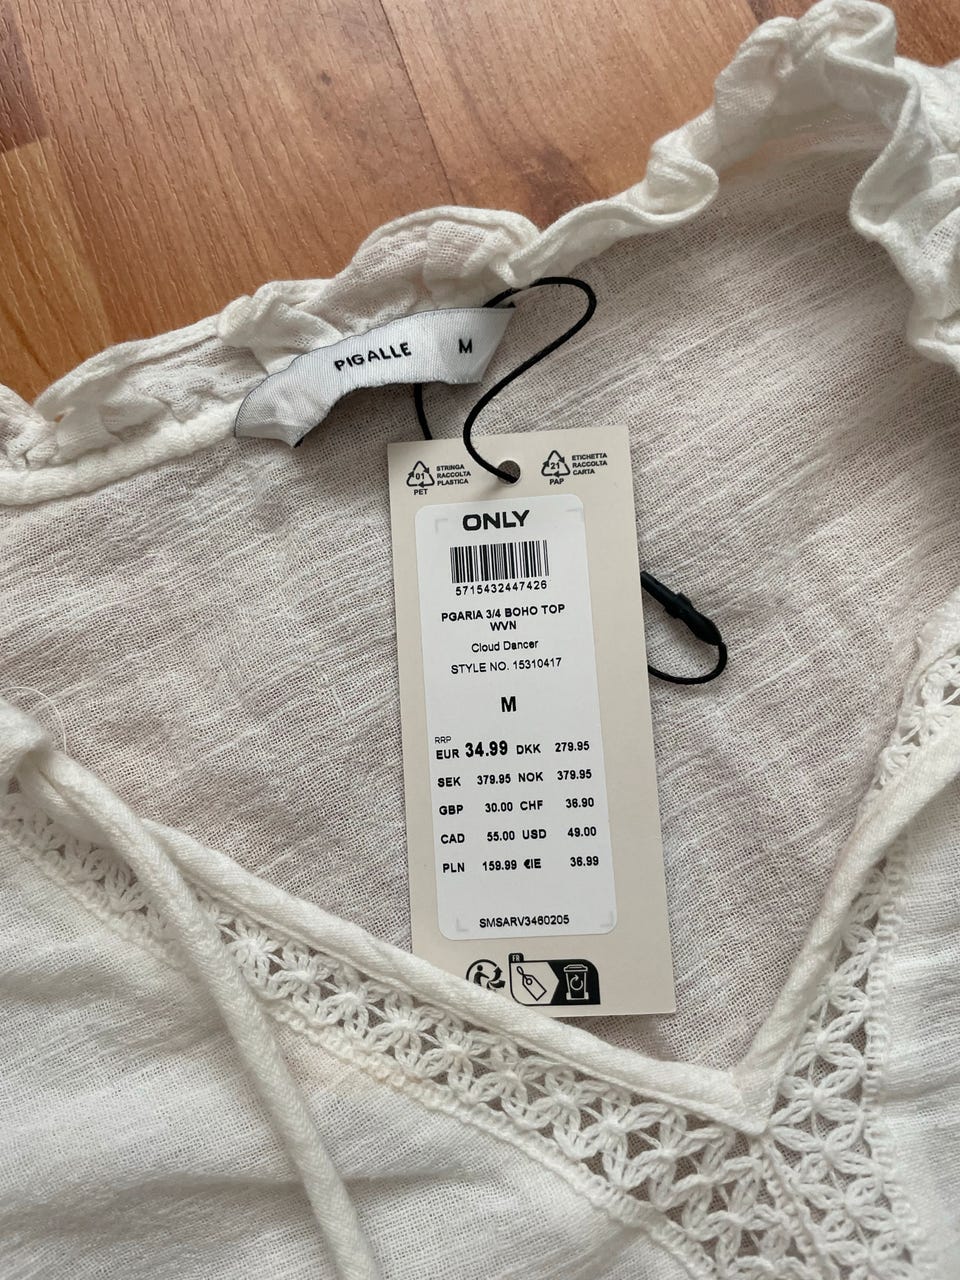 PIGALLE M
01
PET
STRINGA
RACCOLTA
PLASTICA
21
PAP
ETICHETTA
RACCOLTA
CARTA
ONLY
5715432447426
PGARIA 3/4 BOHO TOP
WVN
Cloud Dancer
STYLE NO. 15310417
M
RRP
EUR 34.99 DKK 279.95
SEK 379.95 NOK 379.95
GBP 30.00 CHF 36.90
CAD 55.00 USD 49.00
PLN 159.99 €IE 36.99
SMSARV3460205
FR